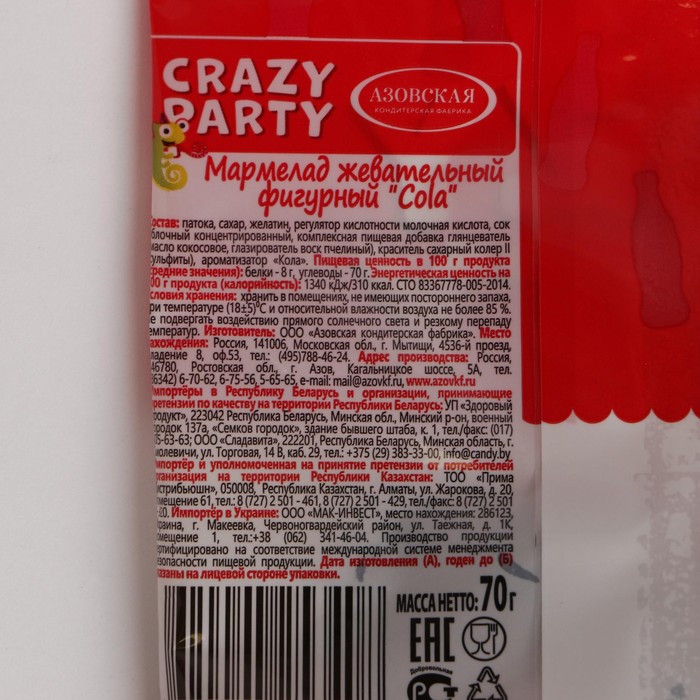 CRAZY
PARTY
АЗОВСКАЯ
КОНДИТЕРСКАЯ ФАБРИКА
Мармелад жевательный
фигурный "Cola"
остав: патока, сахар, желатин, регулятор кислотности молочная кислота, сок
блочный концентрированный, комплексная пищевая добавка глянцеватель
масло кокосовое, глазирователь воск пчелиный), краситель сахарный колер II
сульфиты), ароматизатор «Кола». Пищевая ценность в 100 г продукта
средние значения): белки - 8 г, углеводы - 70 г. Энергетическая ценность на
00 г продукта (калорийность): 1340 кДж/310 ккал. СТО 83367778-005-2014.
словия хранения: хранить в помещениях, не имеющих постороннего запаха,
ри температуре (18±5)°С и относительной влажности воздуха не более 85 %.
е подвергать воздействию прямого солнечного света и резкому перепаду
емператур. Изготовитель: ООО «Азовская кондитерская фабрика». Место
ахождения: Россия, 141006, Московская обл., г. Мытищи, 4536-й проезд,
ладение 8, оф.53, тел.: (495)788-46-24. Адрес производства: Россия,
46780, Ростовская обл., г. Азов, Кагальницкое шоссе, 5А, тел.
86342) 6-70-62, 6-75-56, 5-65-65, e-mail: mail@azovkf.ru, www.azovkf.ru
мпортёры в Республику Беларусь и организации, принимающие
ретензии по качеству на территории Республики Беларусь: УП «Здоровый
родукт», 223042 Республика Беларусь, Минская обл., Минский р-он, военный
ородок 137а, «Семков городок», здание бывшего штаба, к. 1, тел./факс: (017)
75-63-63; ООО «Сладавита», 222201, Республика Беларусь, Минская область, г.
молевичи, ул. Торговая, 14 В, каб. 29, тел.: +375 (29) 383-33-00, info@candy.by
мпортёр и уполномоченная на принятие претензии от потребителей
рганизация на территории Республики Казахстан: ТОО «Прима
истрибьюшн», 050008, Республика Казахстан, г. Алматы, ул. Жарокова, д. 20,
омещение 61, тел.: 8 (727) 2 501 - 461, 8 (727) 2 501 - 429, тел./факс: 8 (727) 2 501
Импортёр в Украине: ООО «МАК-ИНВЕСТ», место нахождения: 286123,
краина, г. Макеевка, Червоногвардейский район, ул. Таежная, д. 1К,
омещение 1, тел.:+38 (062) 341-46-04. Производство продукции
ертифицировано на соответствие международной системе менеджмента
езопасности пищевой продукции. Дата изготовления (А), годен до (Б)
казаны на лицевой стороне упаковки.
МАССА НЕТТО: 70 г
EAC
Добровольная